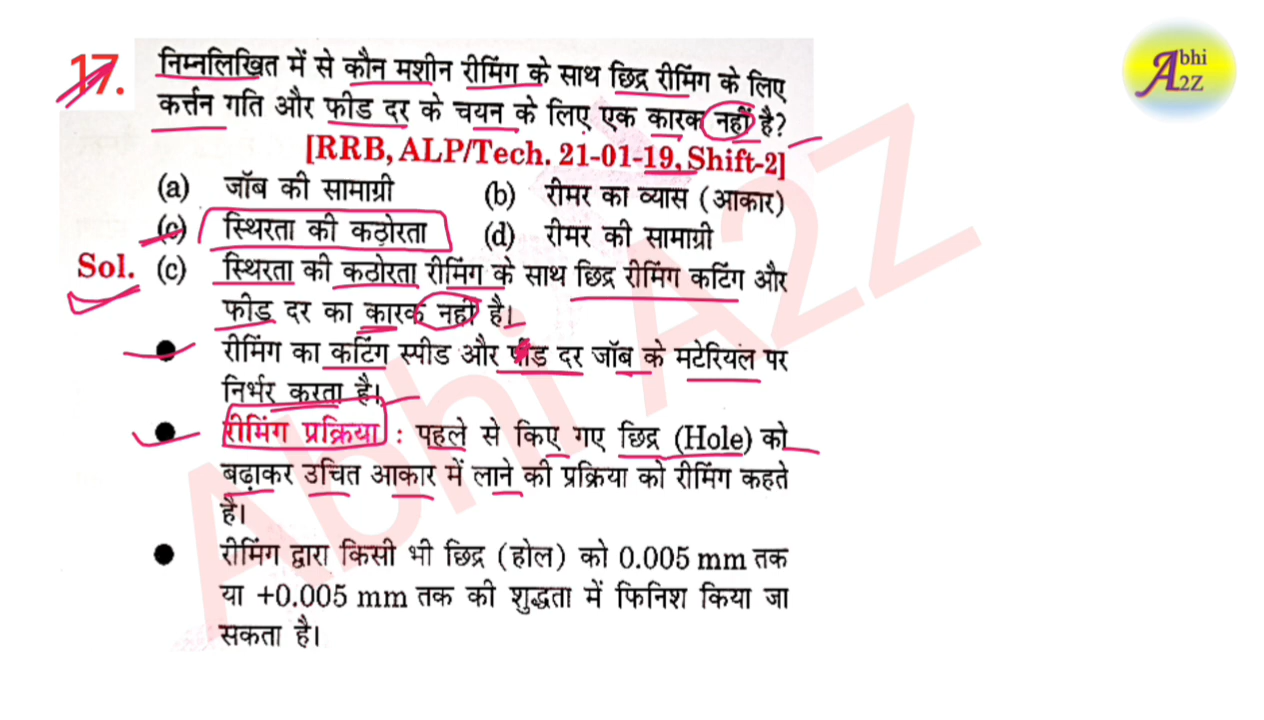 17. निम्नलिखित में से कौन मशीन रीमिंग के साथ छिद्र रीमिंग के लिए
कर्त्तन गति और फीड दर के चयन के लिए एक कारक नहीं है?
[RRB, ALP/Tech. 21-01-19, Shift-2]
(a) जॉब की सामाग्री (b) रीमर का व्यास (आकार)
(c) स्थिरता की कठोरता (d) रीमर की सामाग्री
Sol. (c) स्थिरता की कठोरता रीमिंग के साथ छिद्र रीमिंग कटिंग और
फीड दर का कारक नहीं है।
● रीमिंग का कटिंग स्पीड और फीड दर जॉब के मटेरियल पर
निर्भर करता है।
● रीमिंग प्रक्रिया : पहले से किए गए छिद्र (Hole) को
बढ़ाकर उचित आकार में लाने की प्रक्रिया को रीमिंग कहते
है।
● रीमिंग द्वारा किसी भी छिद्र (होल) को 0.005 mm तक
या +0.005 mm तक की शुद्धता में फिनिश किया जा
सकता है।
Abhi A2Z
Abhi
A2Z